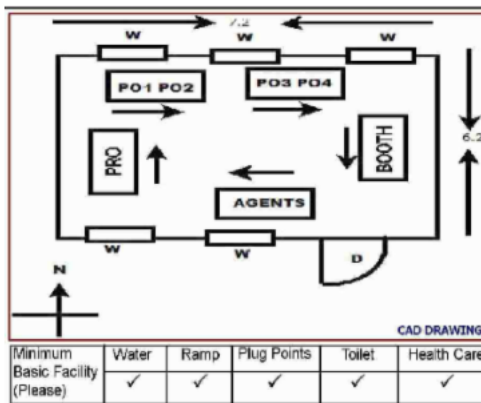 7.2
W W W
PO1 PO2 PO3 PO4
6.2
PRO BOOTH
AGENTS
W W D
N
CAD DRAWING
Minimum Basic Facility (Please) Water Ramp Plug Points Toilet Health Care
✓ ✓ ✓ ✓ ✓